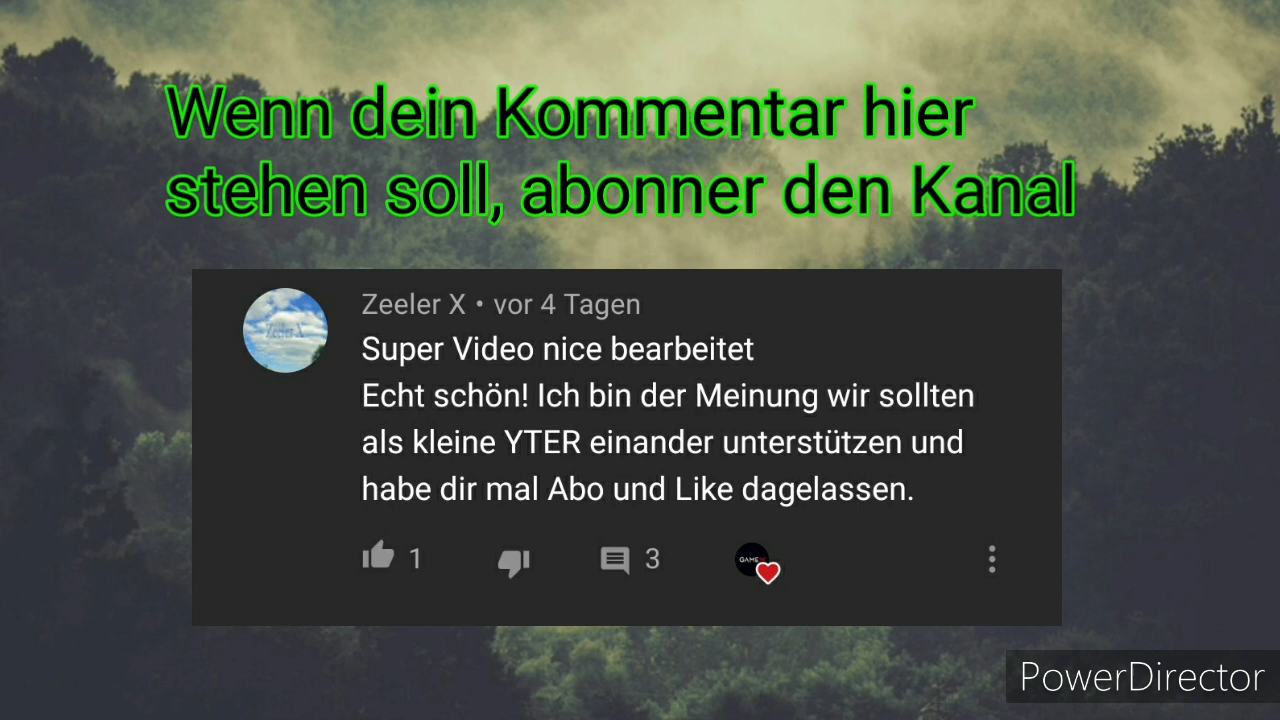 Wenn dein Kommentar hier
stehen soll, abonner den Kanal
Zeeler X • vor 4 Tagen
Super Video nice bearbeitet
Echt schön! Ich bin der Meinung wir sollten
als kleine YTER einander unterstützen und
habe dir mal Abo und Like dagelassen.
1 3
PowerDirector